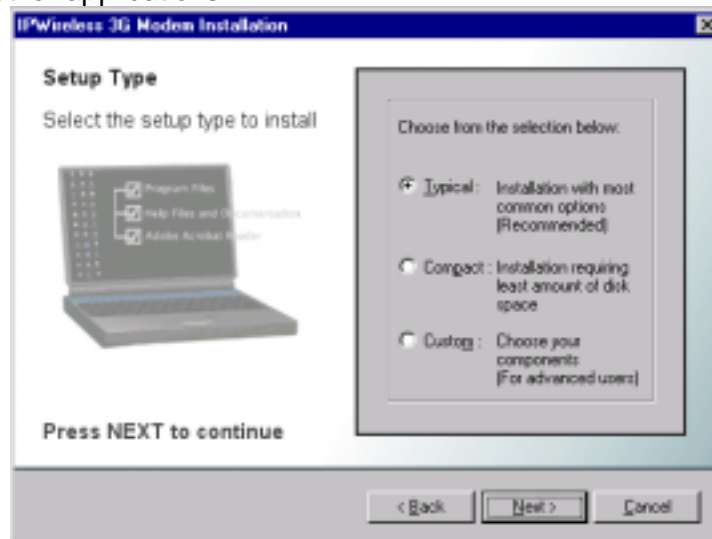 applications
IPWireless 3G Modem Installation
Setup Type
Select the setup type to install
Program Files
Help Files and Documentation
Adobe Acrobat Reader
Press NEXT to continue
Choose from the selection below:
Typical : Installation with most
common options
(Recommended)
Compact : Installation requiring
least amount of disk
space
Custom : Choose your
components
(For advanced users)
< Back
Next >
Cancel